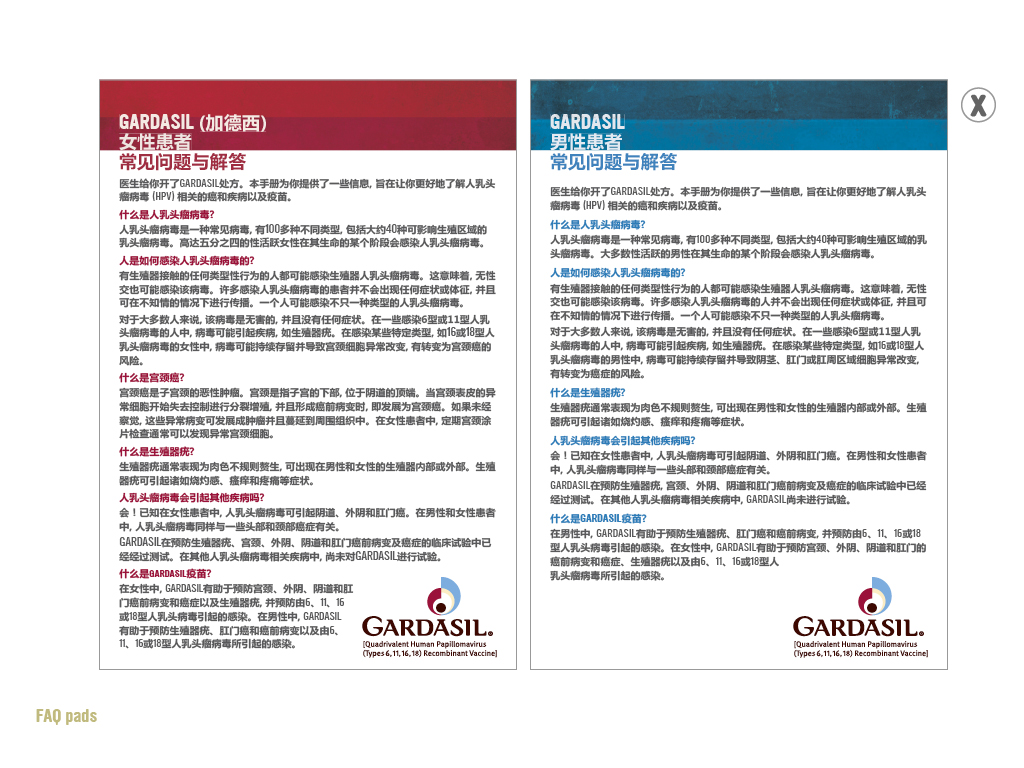 GARDASIL (加德西)
女性患者
常见问题与解答
医生给你开了GARDASIL处方。本手册为你提供了一些信息, 旨在让你更好地了解人乳头
瘤病毒 (HPV) 相关的癌和疾病以及疫苗。
什么是人乳头瘤病毒?
人乳头瘤病毒是一种常见病毒, 有100多种不同类型, 包括大约40种可影响生殖区域的
乳头瘤病毒。高达五分之四的性活跃女性在其生命的某个阶段会感染人乳头瘤病毒。
人是如何感染人乳头瘤病毒的?
有生殖器接触的任何类型性行为的人都可能感染生殖器人乳头瘤病毒。这意味着, 无性
交也可能感染该病毒。许多感染人乳头瘤病毒的患者并不会出现任何症状或体征, 并且
可在不知情的情况下进行传播。一个人可能感染不只一种类型的人乳头瘤病毒。
对于大多数人来说, 该病毒是无害的, 并且没有任何症状。在一些感染6型或11型人乳
头瘤病毒的人中, 病毒可能引起疾病, 如生殖器疣。在感染某些特定类型, 如16或18型人
乳头瘤病毒的女性中, 病毒可能持续存留并导致宫颈细胞异常改变, 有转变为宫颈癌的
风险。
什么是宫颈癌?
宫颈癌是子宫颈的恶性肿瘤。宫颈是指子宫的下部, 位于阴道的顶端。当宫颈表皮的异
常细胞开始失去控制进行分裂增殖, 并且形成癌前病变时, 即发展为宫颈癌。如果未经
察觉, 这些异常病变可发展成肿瘤并且蔓延到周围组织中。在女性患者中, 定期宫颈涂
片检查通常可以发现异常宫颈细胞。
什么是生殖器疣?
生殖器疣通常表现为肉色不规则赘生, 可出现在男性和女性的生殖器内部或外部。生殖
器疣可引起诸如烧灼感、瘙痒和疼痛等症状。
人乳头瘤病毒会引起其他疾病吗?
会！已知在女性患者中, 人乳头瘤病毒可引起阴道、外阴和肛门癌。在男性和女性患者
中, 人乳头瘤病毒同样与一些头部和颈部癌症有关。
GARDASIL在预防生殖器疣、宫颈、外阴、阴道和肛门癌前病变及癌症的临床试验中已
经经过测试。在其他人乳头瘤病毒相关疾病中, 尚未对GARDASIL进行试验。
什么是GARDASIL疫苗?
在女性中, GARDASIL有助于预防宫颈、外阴、阴道和肛
门癌前病变和癌症以及生殖器疣, 并预防由6、11、16
或18型人乳头病毒引起的感染。在男性中, GARDASIL
有助于预防生殖器疣、肛门癌和癌前病变以及由6、
11、16或18型人乳头瘤病毒所引起的感染。
GARDASIL®
[Quadrivalent Human Papillomavirus
(Types 6, 11, 16, 18) Recombinant Vaccine]
GARDASIL
男性患者
常见问题与解答
医生给你开了GARDASIL处方。本手册为你提供了一些信息, 旨在让你更好地了解人乳头
瘤病毒 (HPV) 相关的癌和疾病以及疫苗。
什么是人乳头瘤病毒?
人乳头瘤病毒是一种常见病毒, 有100多种不同类型, 包括大约40种可影响生殖区域的乳
头瘤病毒。大多数性活跃的男性在其生命的某个阶段会感染人乳头瘤病毒。
人是如何感染人乳头瘤病毒的?
有生殖器接触的任何类型性行为的人都可能感染生殖器人乳头瘤病毒。这意味着, 无性
交也可能感染该病毒。许多感染人乳头瘤病毒的人并不会出现任何症状或体征, 并且可
在不知情的情况下进行传播。一个人可能感染不只一种类型的人乳头瘤病毒。
对于大多数人来说, 该病毒是无害的, 并且没有任何症状。在一些感染6型或11型人乳
头瘤病毒的人中, 病毒可能引起疾病, 如生殖器疣。在感染某些特定类型, 如16或18型人
乳头瘤病毒的男性中, 病毒可能持续存留并导致阴茎、肛门或肛周区域细胞异常改变,
有转变为癌症的风险。
什么是生殖器疣?
生殖器疣通常表现为肉色不规则赘生, 可出现在男性和女性的生殖器内部或外部。生殖
器疣可引起诸如烧灼感、瘙痒和疼痛等症状。
人乳头瘤病毒会引起其他疾病吗?
会！已知在女性患者中, 人乳头瘤病毒可引起阴道、外阴和肛门癌。在男性和女性患者
中, 人乳头瘤病毒同样与一些头部和颈部癌症有关。
GARDASIL在预防生殖器疣, 宫颈、外阴、阴道和肛门癌前病变及癌症的临床试验中已经
经过测试。在其他人乳头瘤病毒相关疾病中, GARDASIL尚未进行试验。
什么是GARDASIL疫苗?
在男性中, GARDASIL有助于预防生殖器疣、肛门癌和癌前病变, 并预防由6、11、16或18
型人乳头瘤病毒引起的感染。在女性中, GARDASIL有助于预防宫颈、外阴、阴道和肛门的
癌前病变和癌症、生殖器疣以及由6、11、16或18型人
乳头瘤病毒所引起的感染。
GARDASIL®
[Quadrivalent Human Papillomavirus
(Types 6, 11, 16, 18) Recombinant Vaccine]
X
FAQ pads